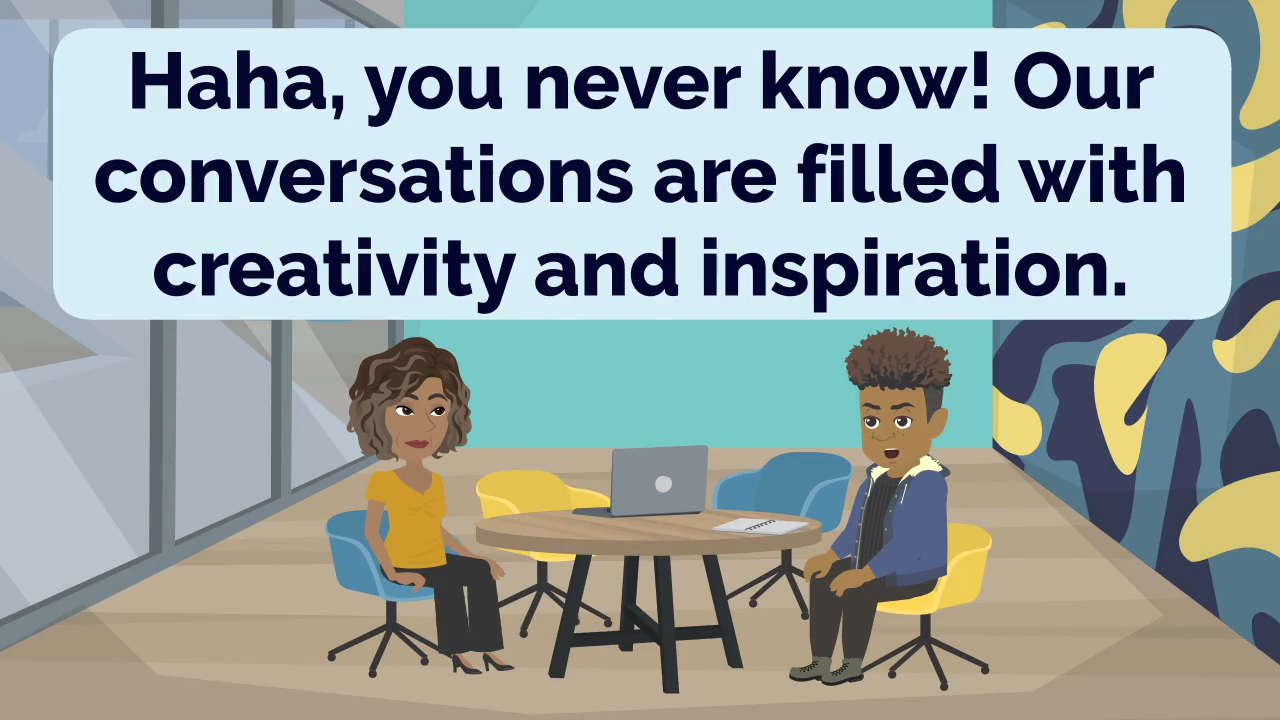 Haha, you never know! Our
conversations are filled with
creativity and inspiration.